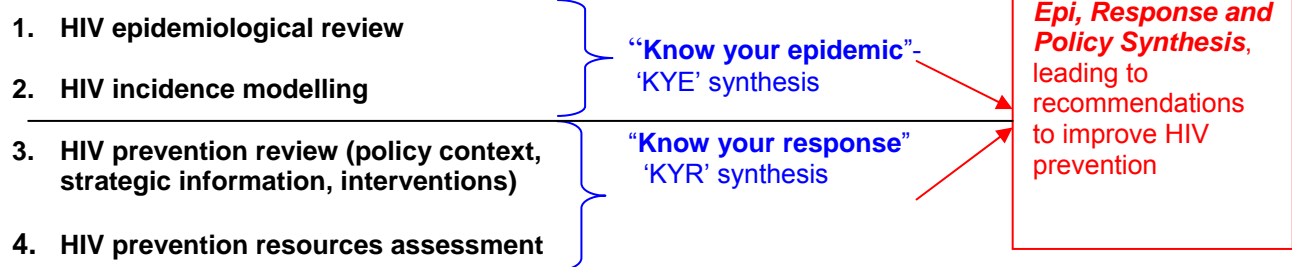 1. HIV epidemiological review
2. HIV incidence modelling
3. HIV prevention review (policy context,
strategic information, interventions)
4. HIV prevention resources assessment
“Know your epidemic”-
‘KYE’ synthesis
“Know your response”
‘KYR’ synthesis
Epi, Response and
Policy Synthesis,
leading to
recommendations
to improve HIV
prevention